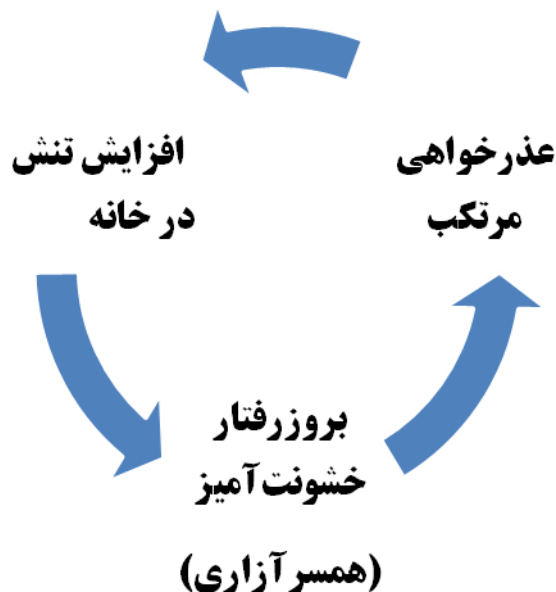 عذرخواهی
مرتکب
افزایش تنش
در خانه
بروز رفتار
خشونت‌آمیز
(همسرآزاری)